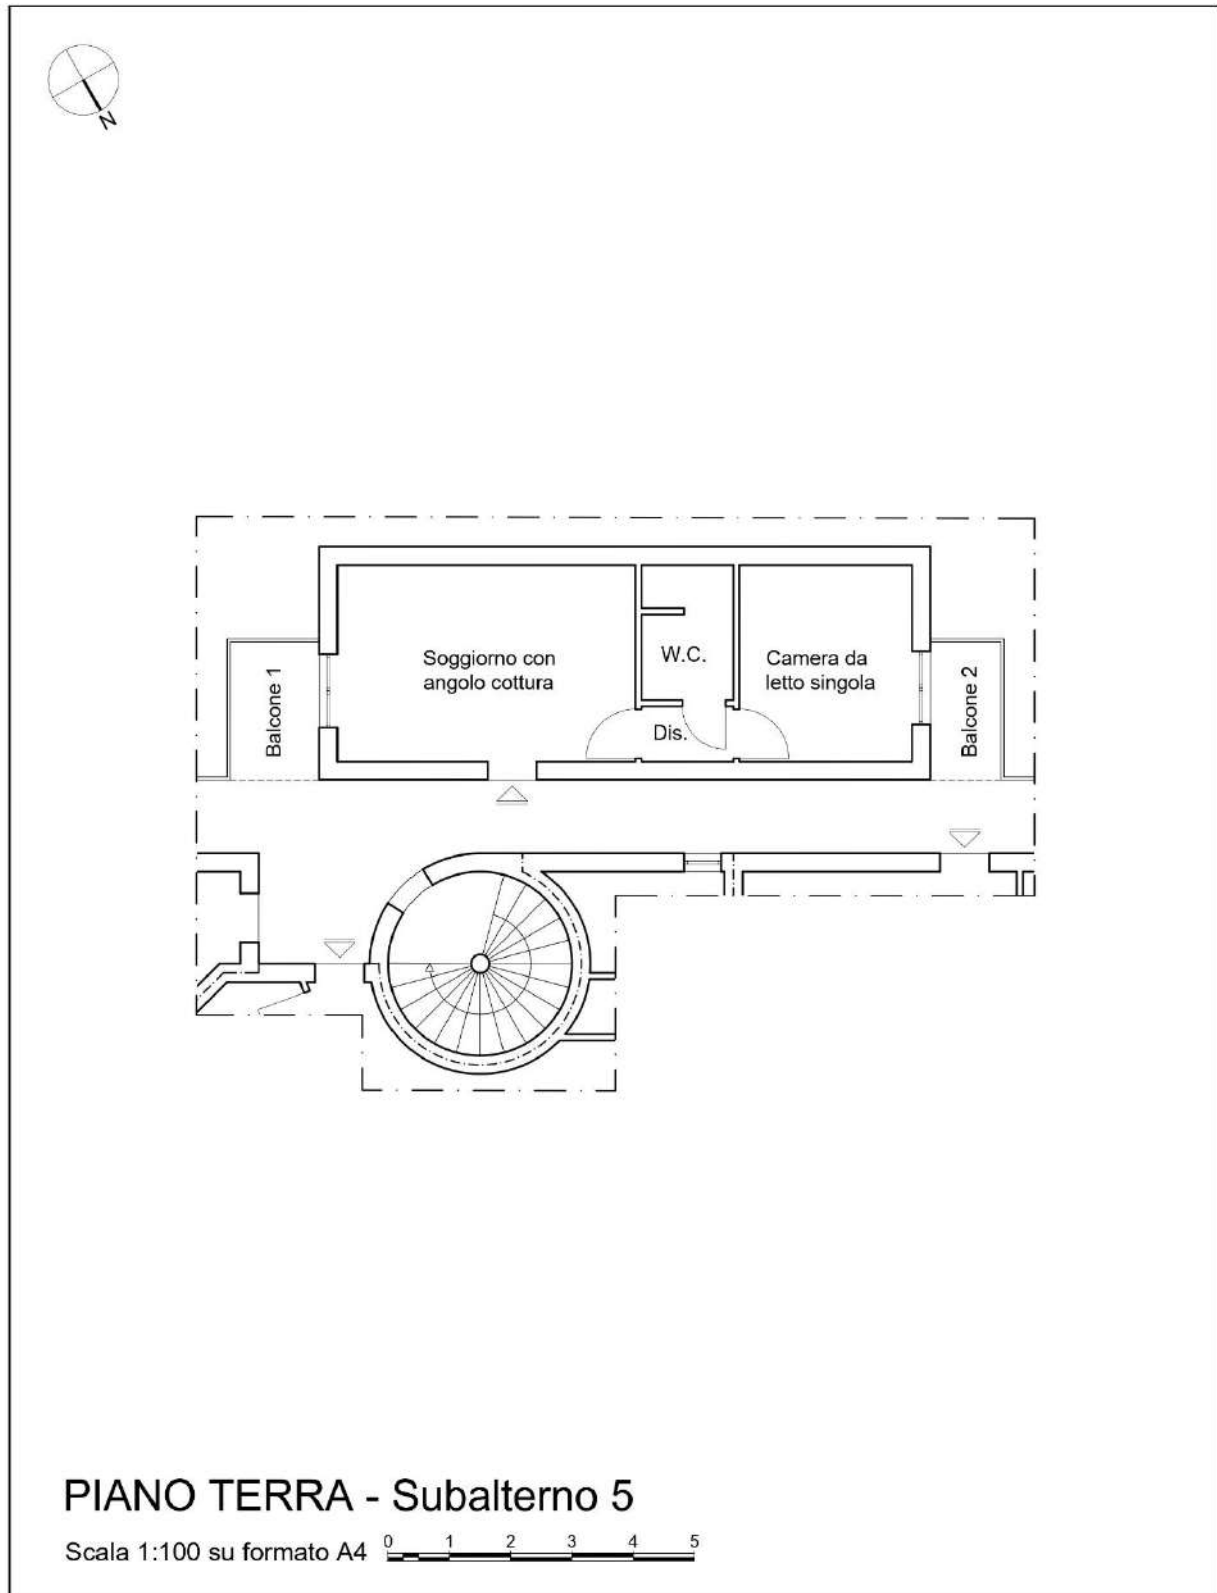 N
Soggiorno con
angolo cottura
W.C.
Camera da
letto singola
Balcone 1
Dis.
Balcone 2
PIANO TERRA - Subalterno 5
Scala 1:100 su formato A4
0 1 2 3 4 5